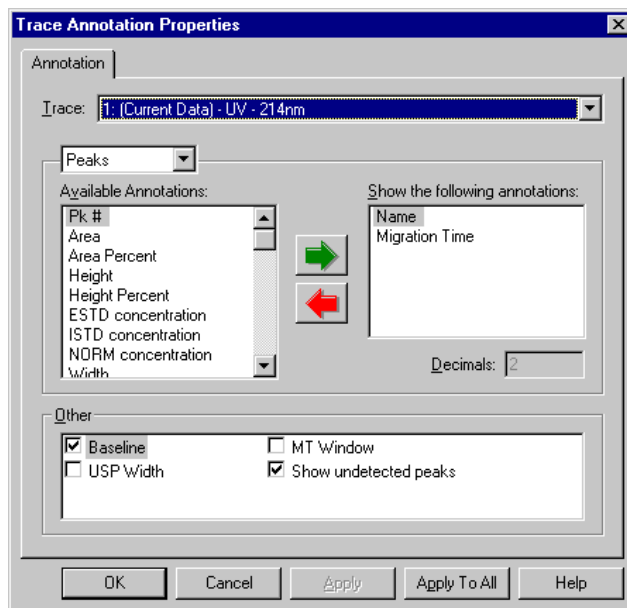 Trace Annotation Properties
Annotation
Trace: 1: (Current Data) - UV - 214nm
Peaks
Available Annotations:
Pk #
Area
Area Percent
Height
Height Percent
ESTD concentration
ISTD concentration
NORM concentration
Width
Show the following annotations:
Name
Migration Time
Decimals: 2
Other
Baseline
MT Window
USP Width
Show undetected peaks
OK
Cancel
Apply
Apply To All
Help